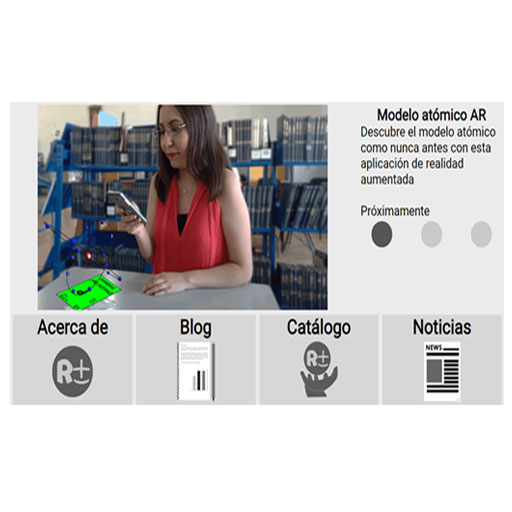 Modelo atómico AR
Descubre el modelo atómico
como nunca antes con esta
aplicación de realidad
aumentada
Próximamente
Acerca de
Blog
Catálogo
Noticias
R+
R+
NEWS